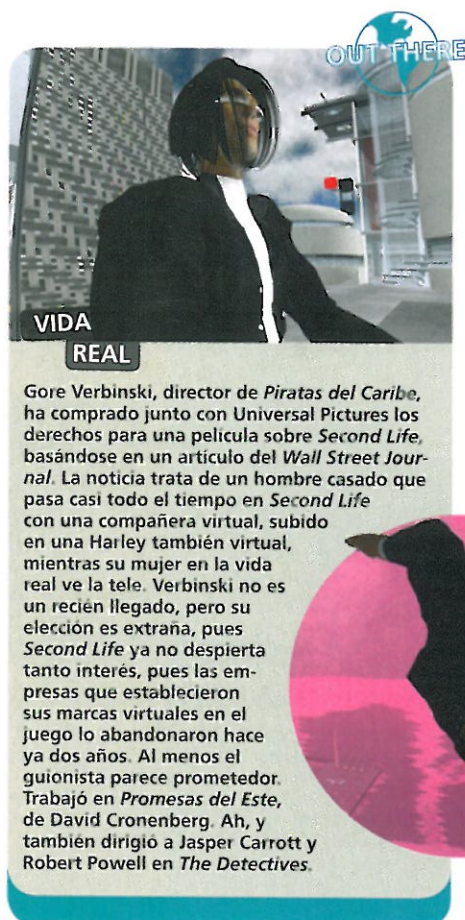 OUT THERE
VIDA
REAL
Gore Verbinski, director de Piratas del Caribe,
ha comprado junto con Universal Pictures los
derechos para una película sobre Second Life,
basándose en un artículo del Wall Street Jour-
nal. La noticia trata de un hombre casado que
pasa casi todo el tiempo en Second Life
con una compañera virtual, subido
en una Harley también virtual,
mientras su mujer en la vida
real ve la tele. Verbinski no es
un recién llegado, pero su
elección es extraña, pues
Second Life ya no despierta
tanto interés, pues las em-
presas que establecieron
sus marcas virtuales en el
juego lo abandonaron hace
ya dos años. Al menos el
guionista parece prometedor.
Trabajó en Promesas del Este,
de David Cronenberg. Ah, y
también dirigió a Jasper Carrott y
Robert Powell en The Detectives.